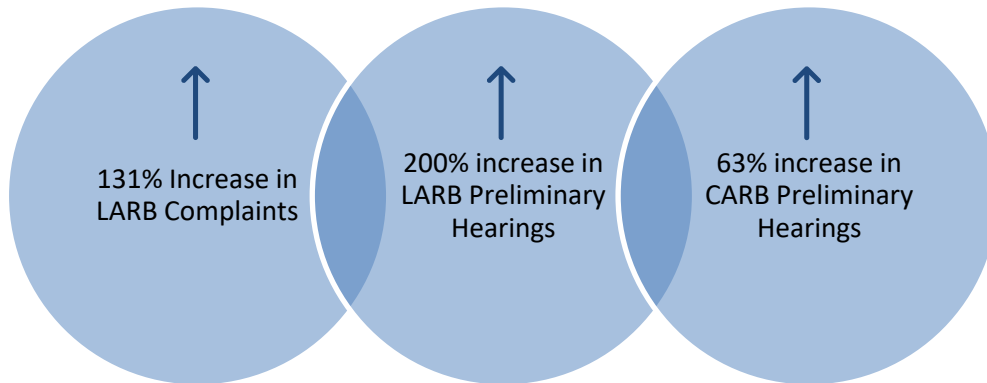 131% Increase in
LARB Complaints
200% increase in
LARB Preliminary
Hearings
63% increase in
CARB Preliminary
Hearings